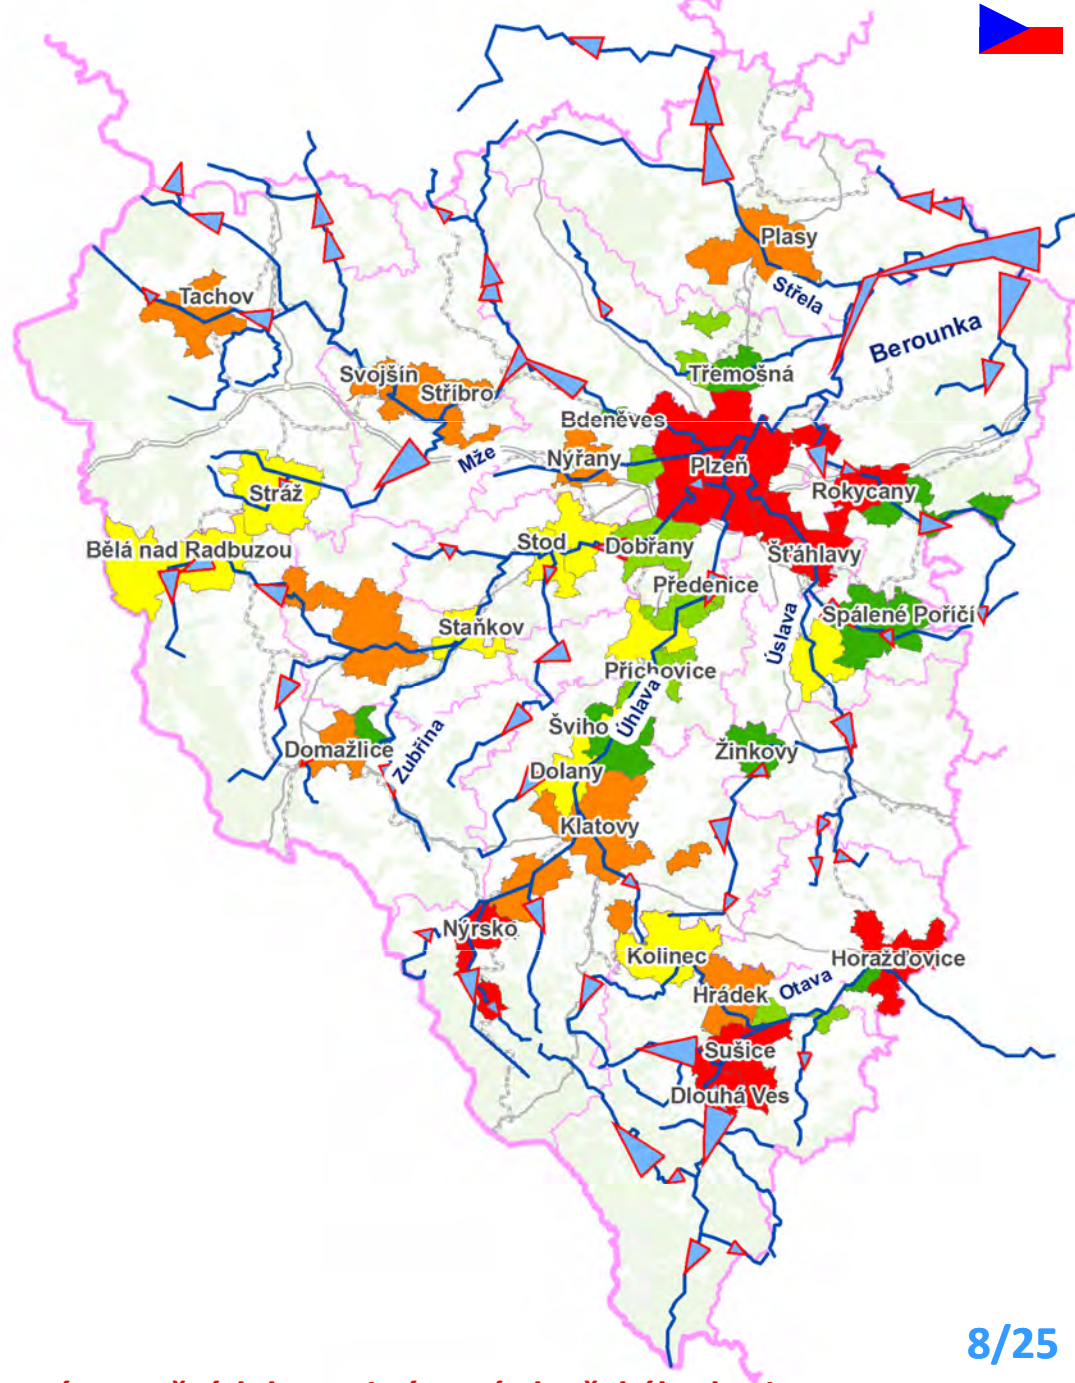 Plasy
Střela
Tachov
Berounka
Třemošná
Svojšín
Stříbro
Bdeněves
Mže
Nýřany
Plzeň
Rokycany
Stráž
Stod
Dobřany
Šťáhlavy
Bělá nad Radbuzou
Předenice
Spálené Poříčí
Staňkov
Úslava
Příchovice
Úhlava
Šviho
Zubřina
Domažlice
Žinkovy
Dolany
Klatovy
Nýrsko
Kolinec
Horažďovice
Hrádek
Otava
Sušice
Dlouhá Ves
8/25